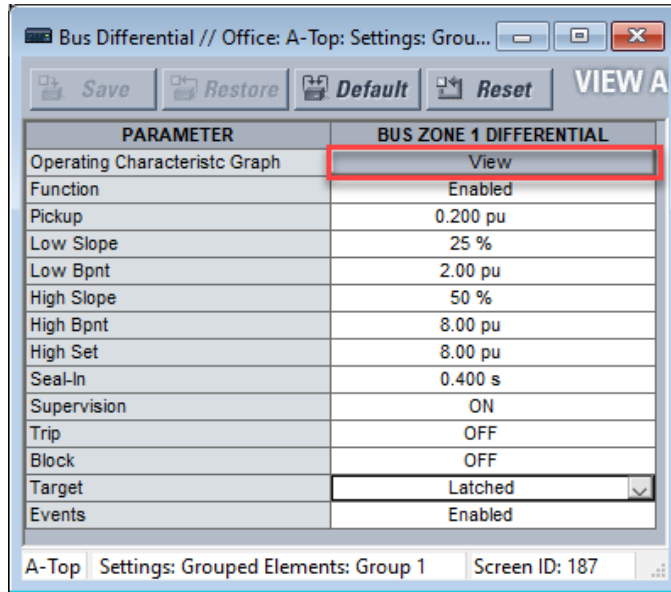 Bus Differential // Office: A-Top: Settings: Grou...
Save Restore Default Reset VIEW A
PARAMETER BUS ZONE 1 DIFFERENTIAL
Operating Characteristc Graph View
Function Enabled
Pickup 0.200 pu
Low Slope 25 %
Low Bpnt 2.00 pu
High Slope 50 %
High Bpnt 8.00 pu
High Set 8.00 pu
Seal-In 0.400 s
Supervision ON
Trip OFF
Block OFF
Target Latched
Events Enabled
A-Top Settings: Grouped Elements: Group 1 Screen ID: 187